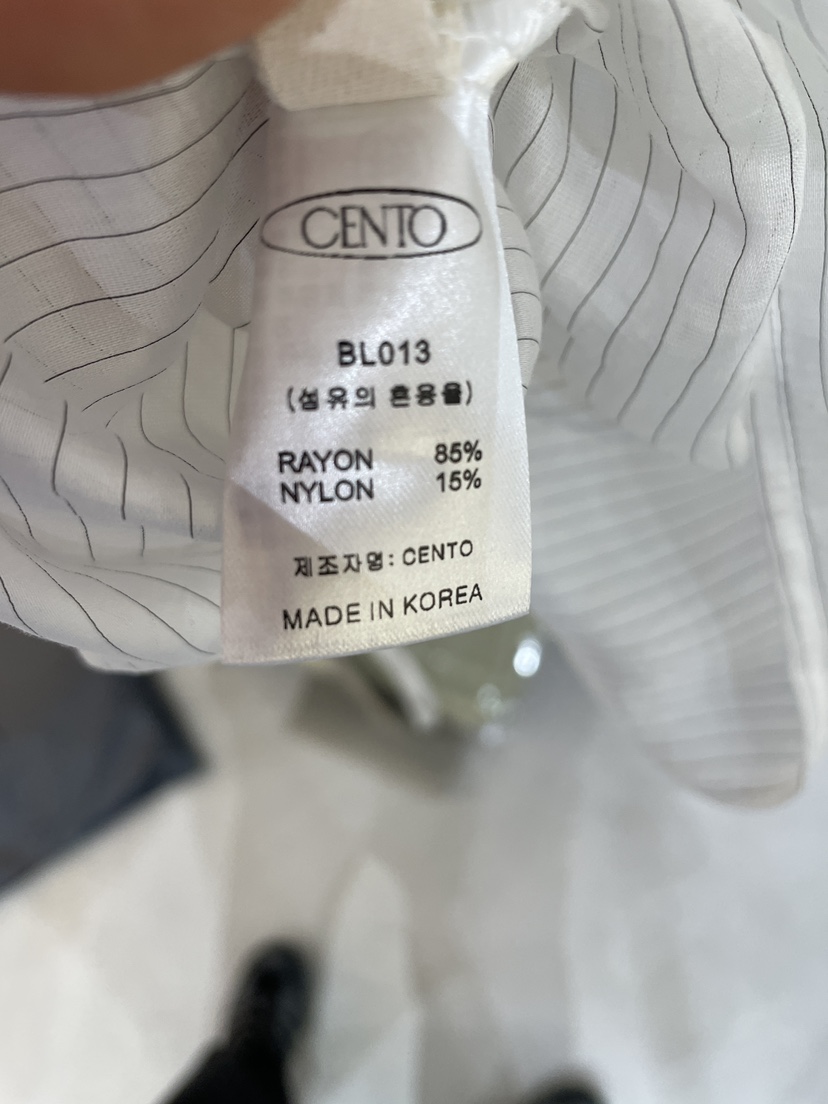 CENTO
BL013
(섬유의 혼용율)
RAYON 85%
NYLON 15%
제조자명: CENTO
MADE IN KOREA